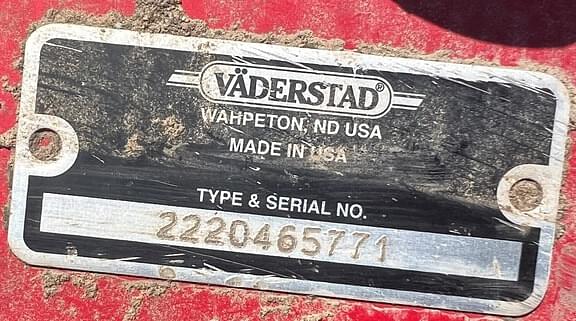 VÄDERSTAD®
WAHPETON, ND USA
MADE IN USA
TYPE & SERIAL NO.
2220465771